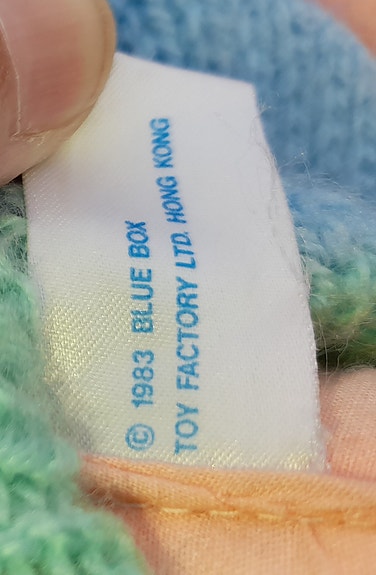 © 1983 BLUE BOX
TOY FACTORY LTD. HONG KONG